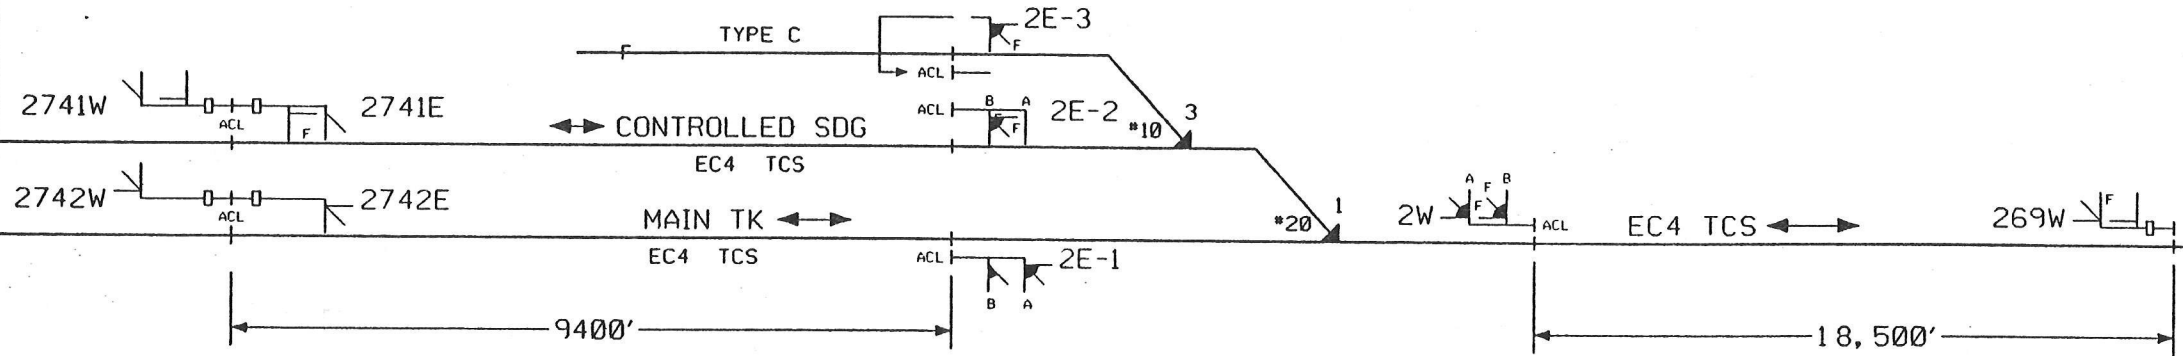 TYPE C
2E-3
F
F
ACL
2741W
2741E
ACL
F
ACL
B A
2E-2
F
F
#10
3
CONTROLLED SDG
EC4 TCS
2742W
2742E
ACL
MAIN TK
EC4 TCS
ACL
2E-1
B A
#20
1
2W
A F B
F
ACL
EC4 TCS
269W
F
9400'
18,500'